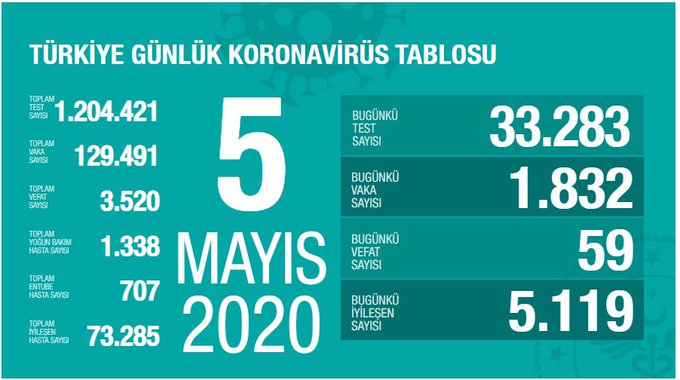 TÜRKİYE GÜNLÜK KORONAVİRÜS TABLOSU
TOPLAM
TEST
SAYISI
1.204.421
TOPLAM
VAKA
SAYISI
129.491
TOPLAM
VEFAT
SAYISI
3.520
TOPLAM
YOĞUN BAKIM
HASTA SAYISI
1.338
TOPLAM
ENTUBE
HASTA SAYISI
707
TOPLAM
İYİLEŞEN
HASTA SAYISI
73.285
5
MAYIS
2020
BUGÜNKÜ
TEST
SAYISI
33.283
BUGÜNKÜ
VAKA
SAYISI
1.832
BUGÜNKÜ
VEFAT
SAYISI
59
BUGÜNKÜ
İYİLEŞEN
SAYISI
5.119